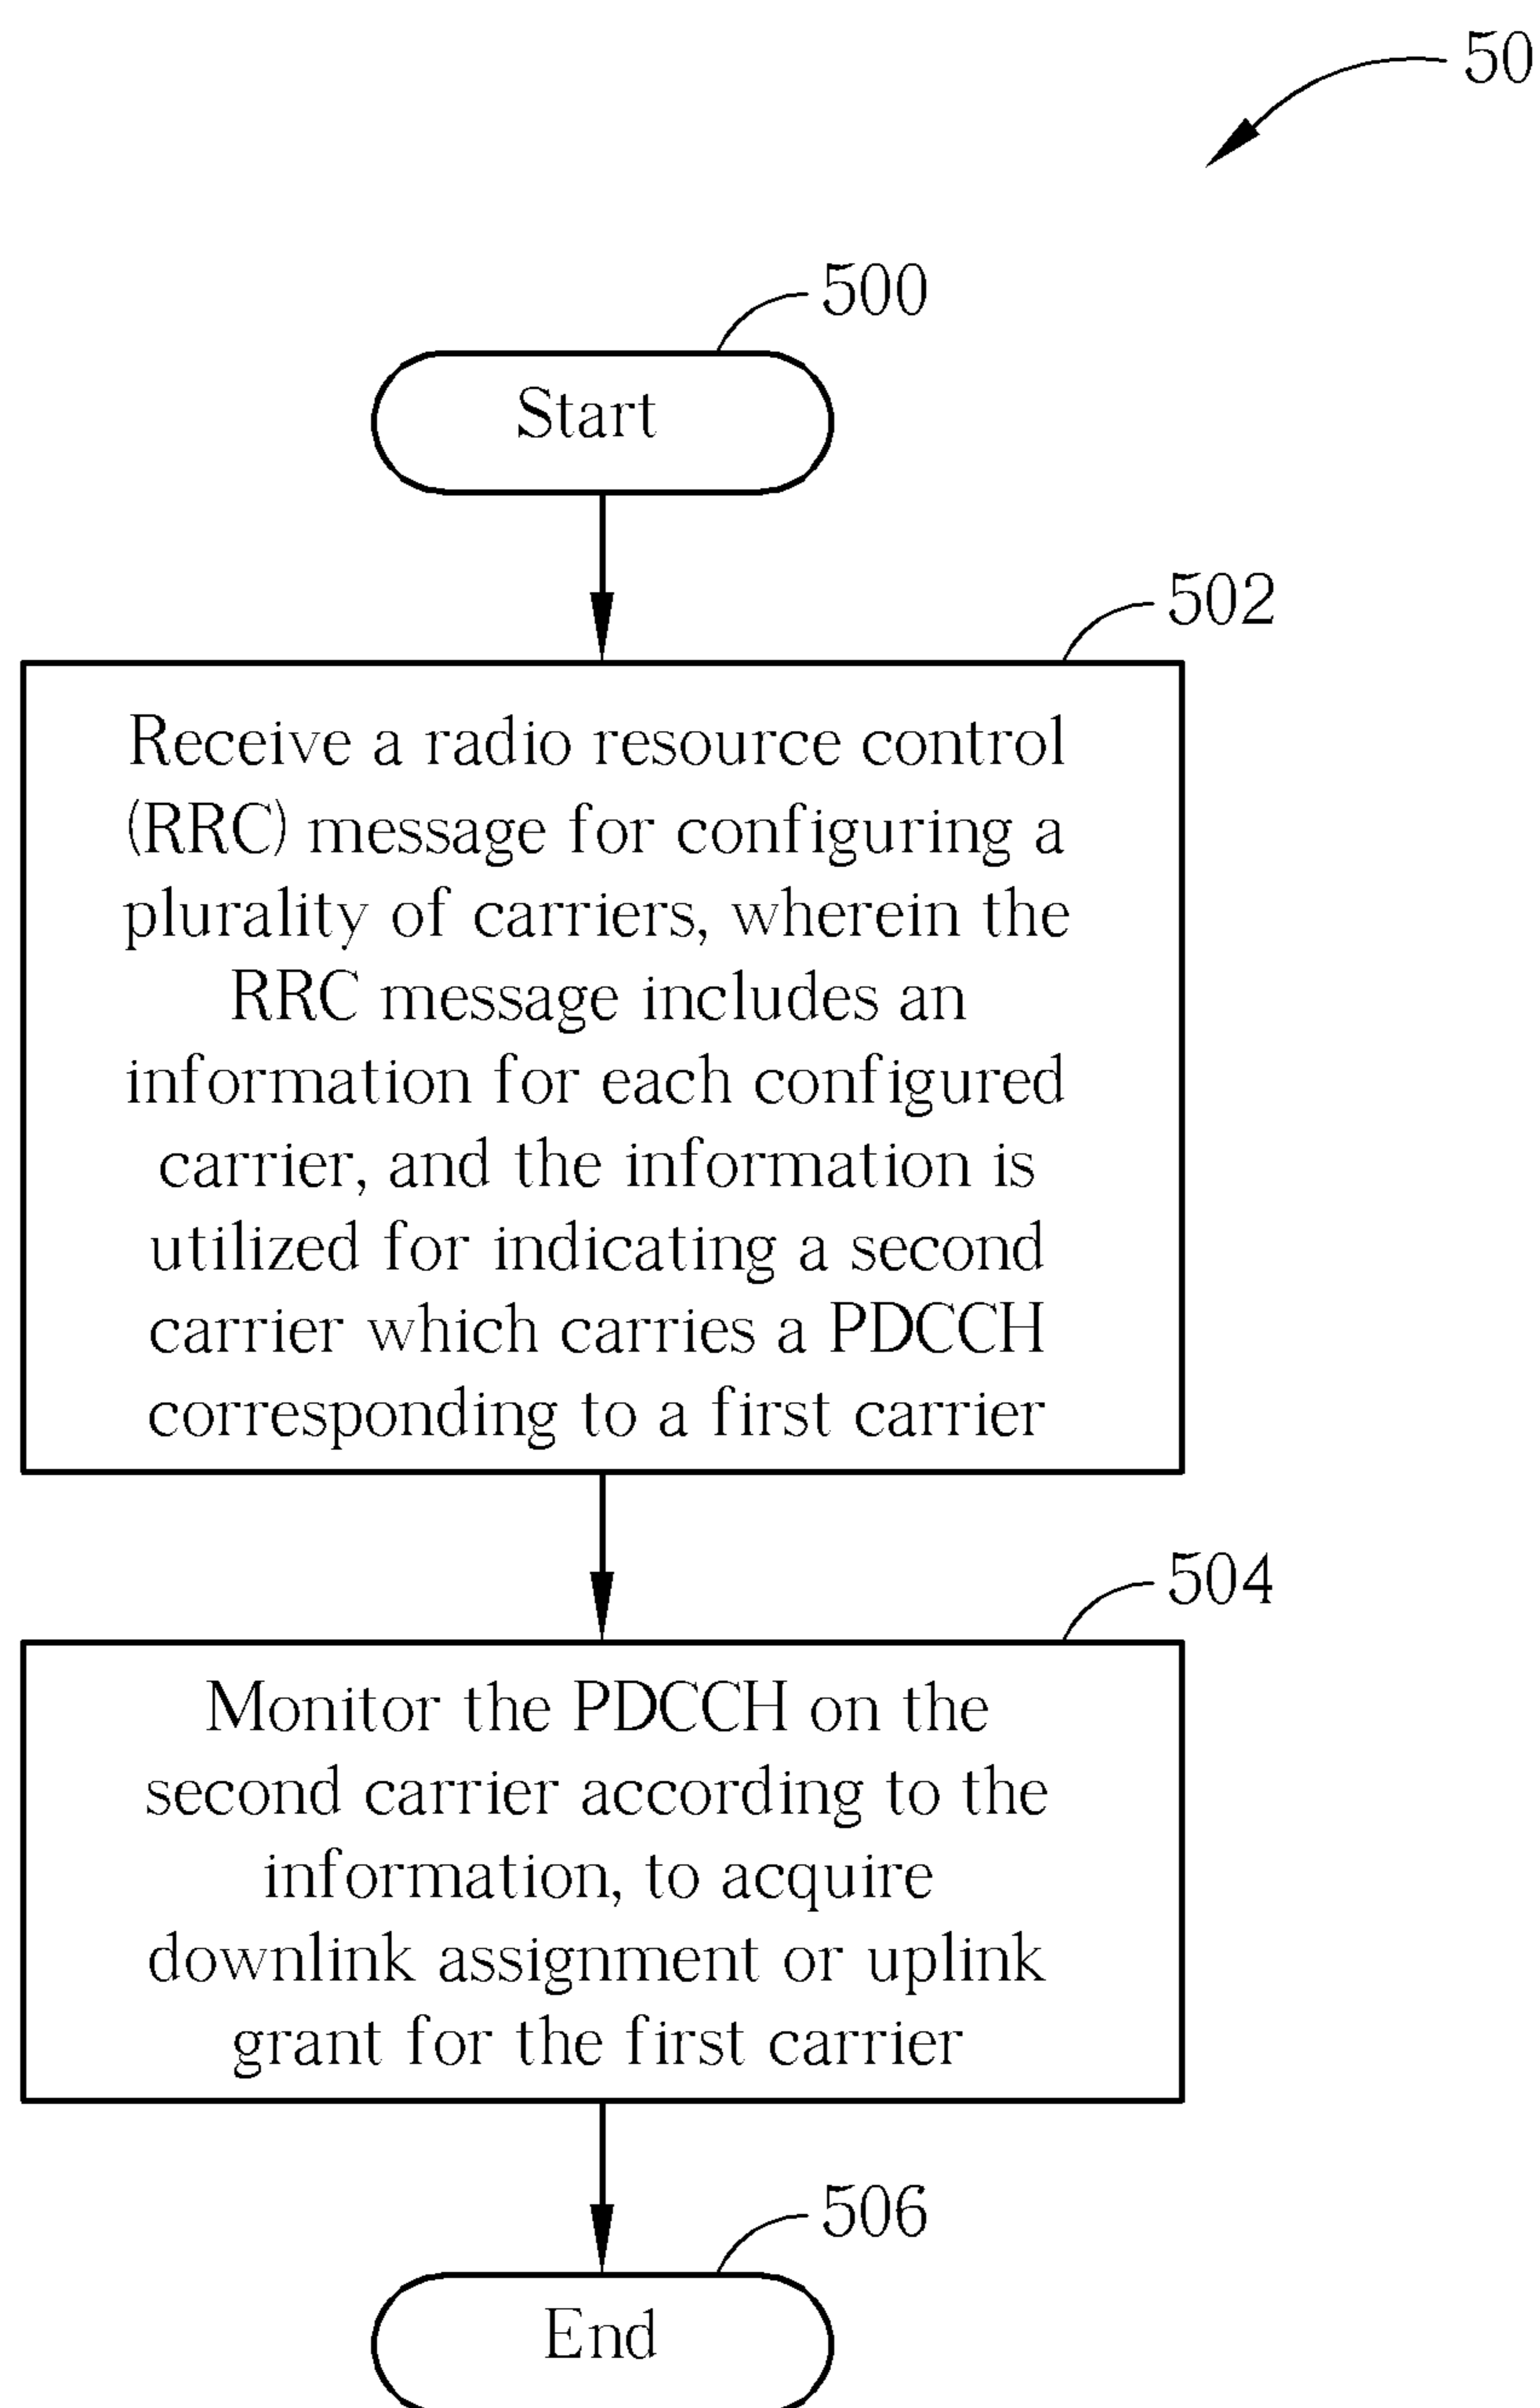 50
500
Start
502
Receive a radio resource control
(RRC) message for configuring a
plurality of carriers, wherein the
RRC message includes an
information for each configured
carrier, and the information is
utilized for indicating a second
carrier which carries a PDCCH
corresponding to a first carrier
504
Monitor the PDCCH on the
second carrier according to the
information, to acquire
downlink assignment or uplink
grant for the first carrier
506
End